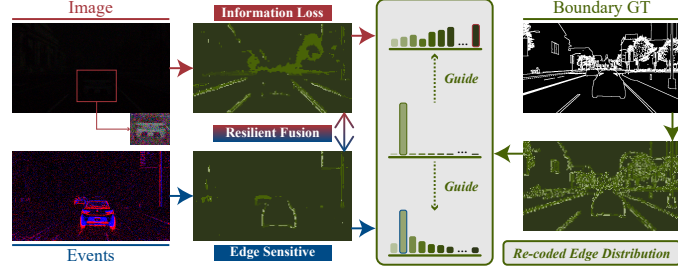 Image
Information Loss
Boundary GT
...
Guide
Resilient Fusion
...
Guide
...
Events
Edge Sensitive
Re-coded Edge Distribution